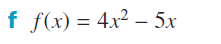 f f(x) = 4x² – 5x